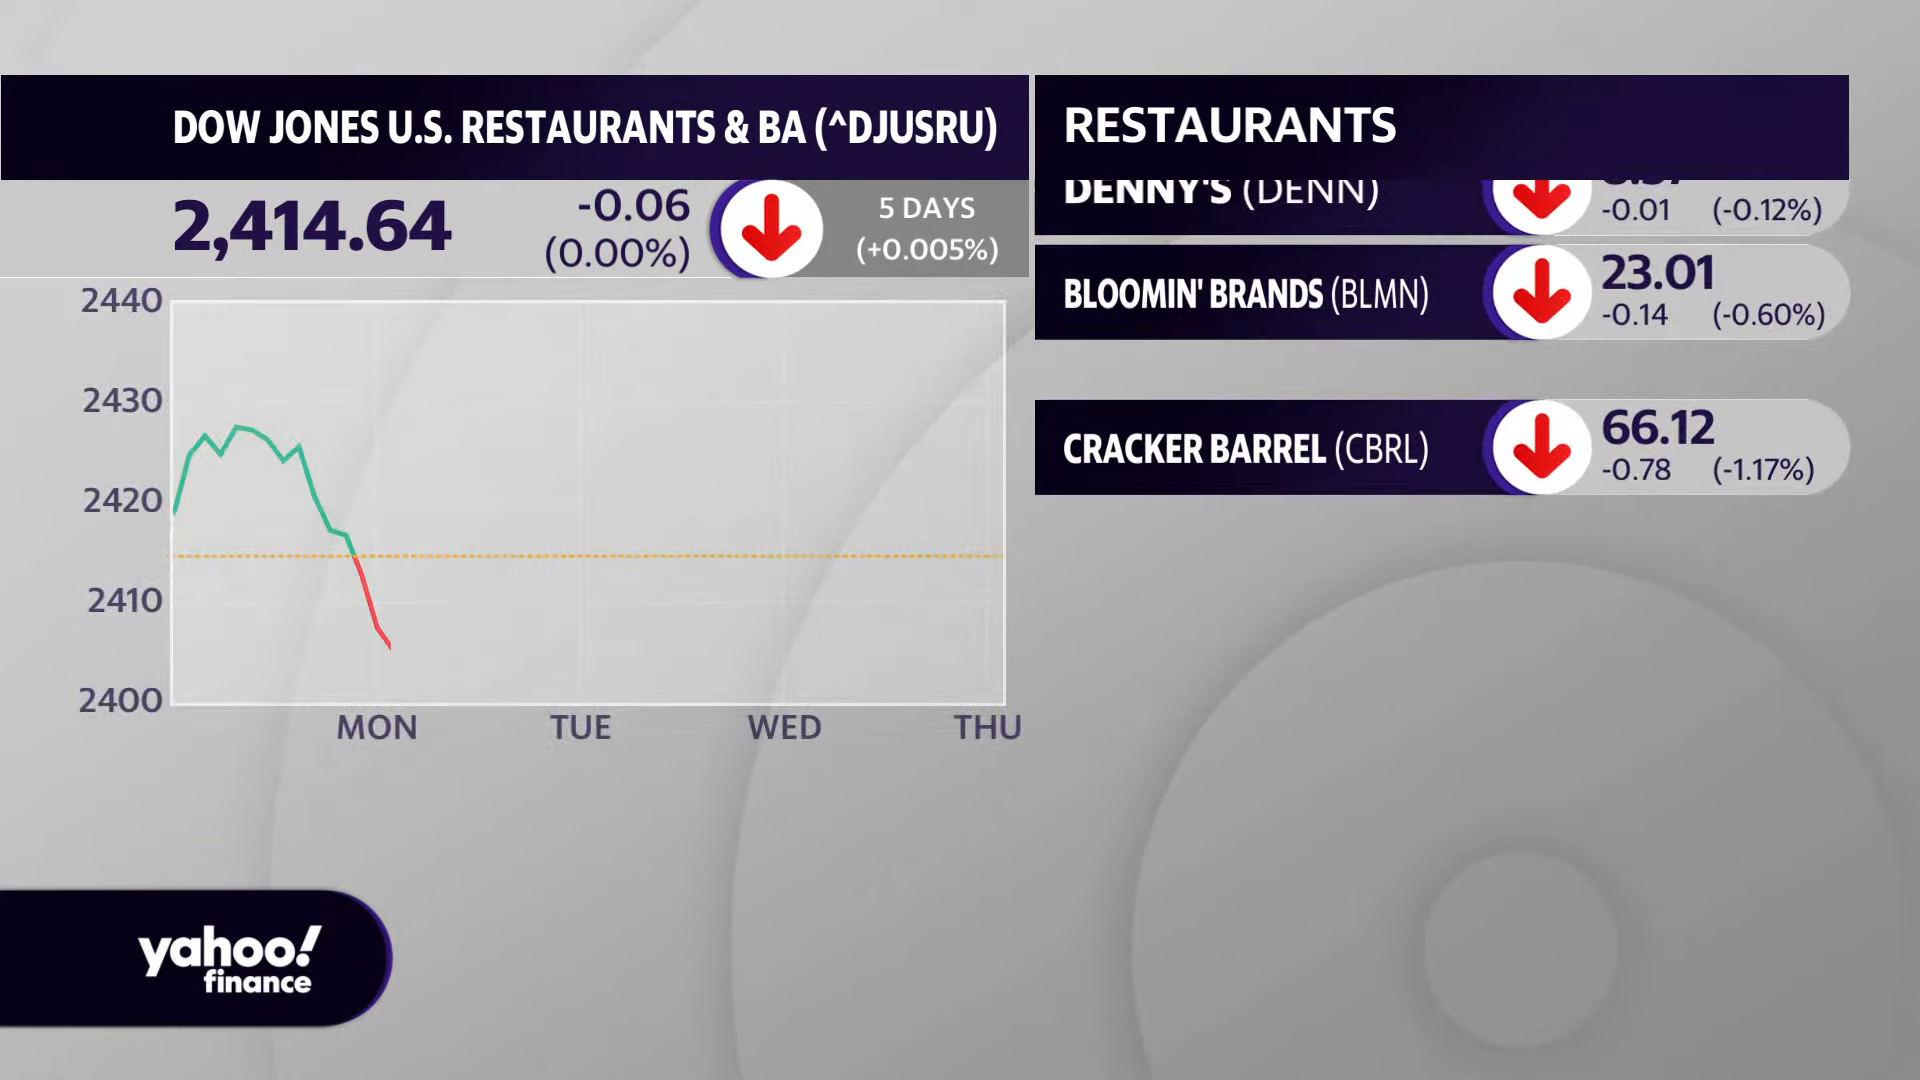 DOW JONES U.S. RESTAURANTS & BA (^DJUSRU)
2,414.64
-0.06
(0.00%)
5 DAYS
(+0.005%)
2440
2430
2420
2410
2400
MON TUE WED THU
RESTAURANTS
DENNY'S (DENN)
-0.01 (-0.12%)
BLOOMIN' BRANDS (BLMN)
23.01
-0.14 (-0.60%)
CRACKER BARREL (CBRL)
66.12
-0.78 (-1.17%)
yahoo!
finance